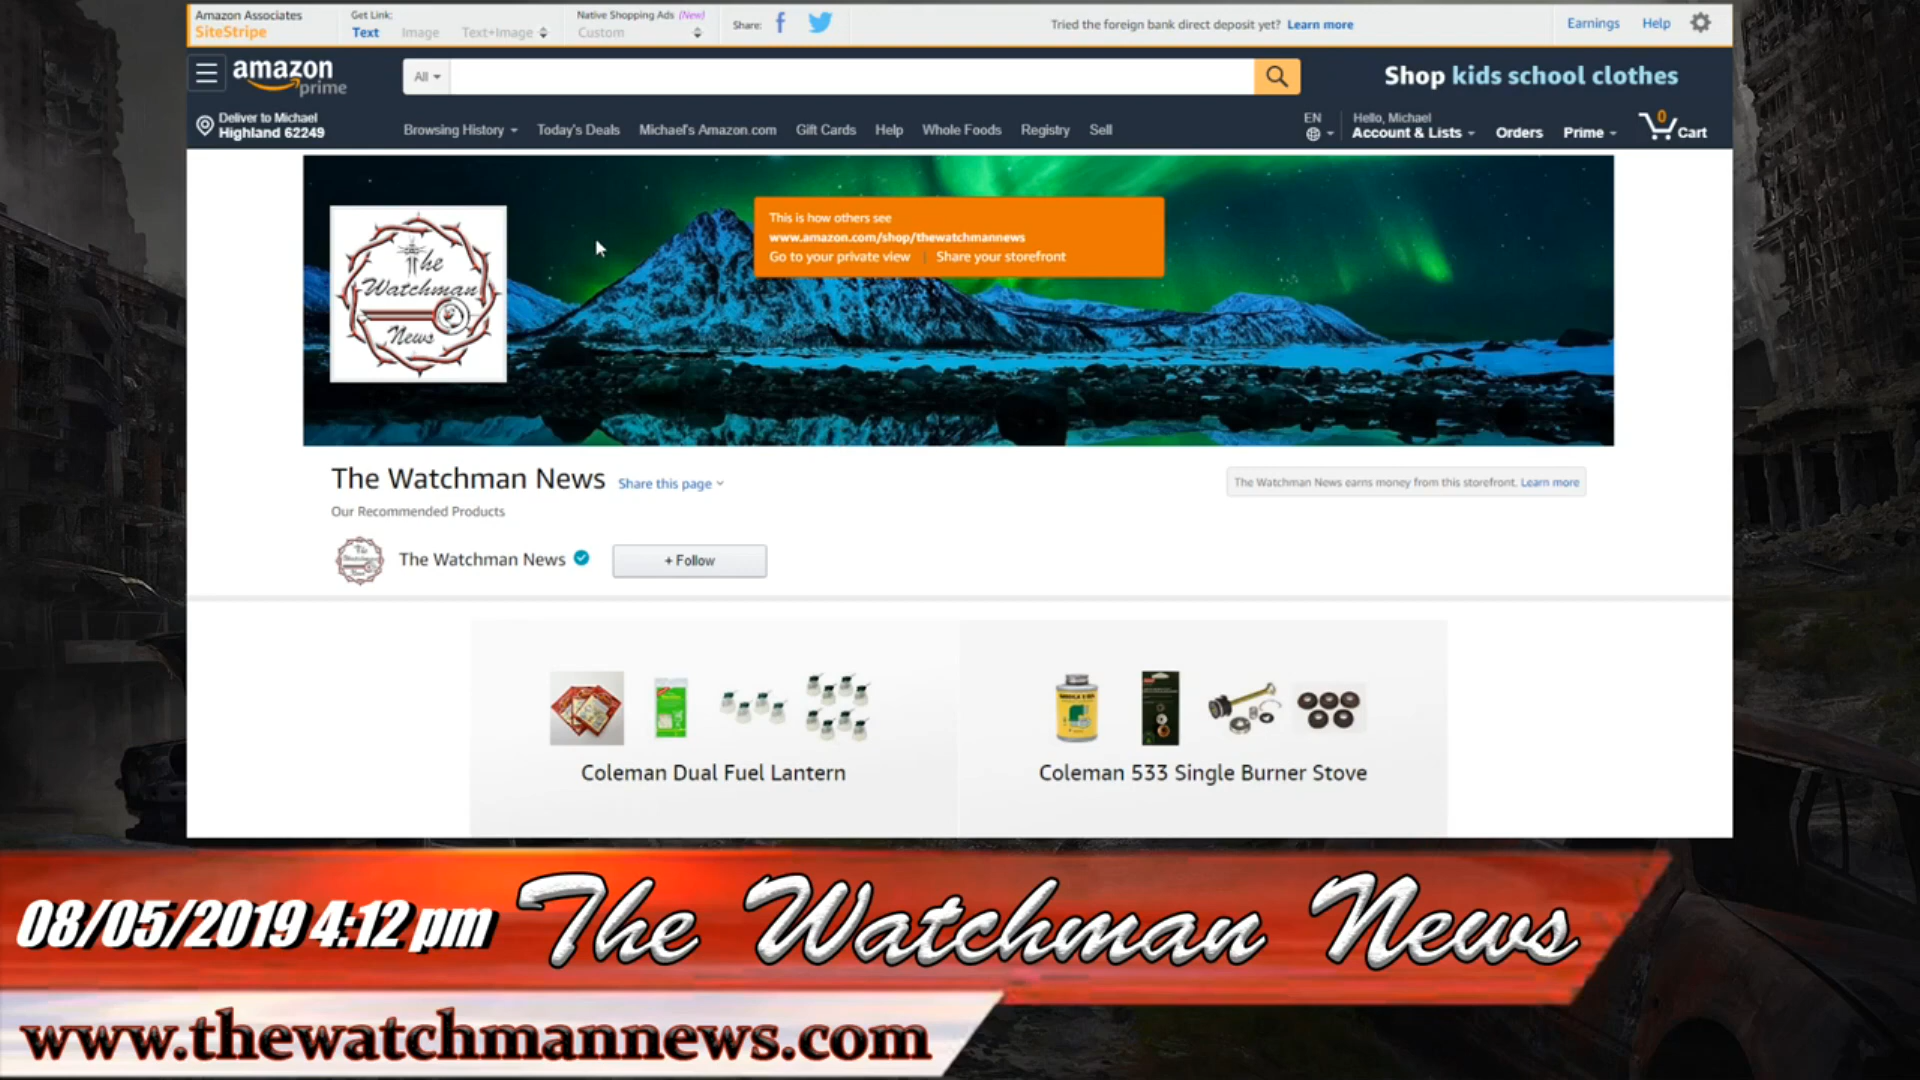 Amazon Associates
SiteStripe
Get Link:
Text Image Text+Image
Native Shopping Ads (New)
Custom
Share:
Tried the foreign bank direct deposit yet? Learn more
Earnings Help
amazon
prime
All
Shop kids school clothes
Deliver to Michael
Highland 62249
Browsing History Today's Deals Michael's Amazon.com Gift Cards Help Whole Foods Registry Sell
EN
Hello, Michael
Account & Lists Orders Prime 0 Cart
The
Watchman
News
This is how others see
www.amazon.com/shop/thewatchmannews
Go to your private view | Share your storefront
The Watchman News Share this page
The Watchman News earns money from this storefront. Learn more
Our Recommended Products
The Watchman News + Follow
Coleman Dual Fuel Lantern
Coleman 533 Single Burner Stove
08/05/2019 4:12 pm The Watchman News
www.thewatchmannews.com